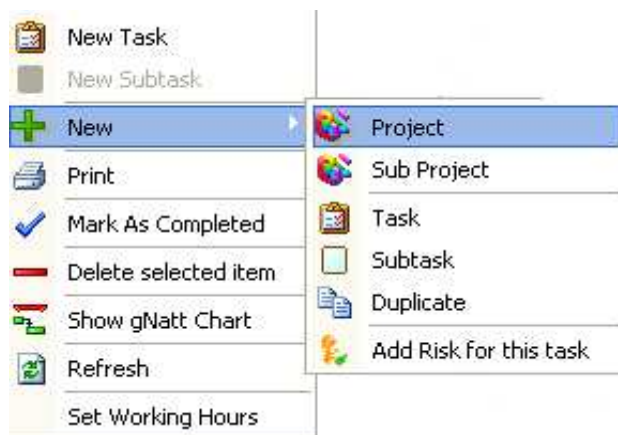 New Task
New Subtask
New
Print
Mark As Completed
Delete selected item
Show gNatt Chart
Refresh
Set Working Hours
Project
Sub Project
Task
Subtask
Duplicate
Add Risk for this task